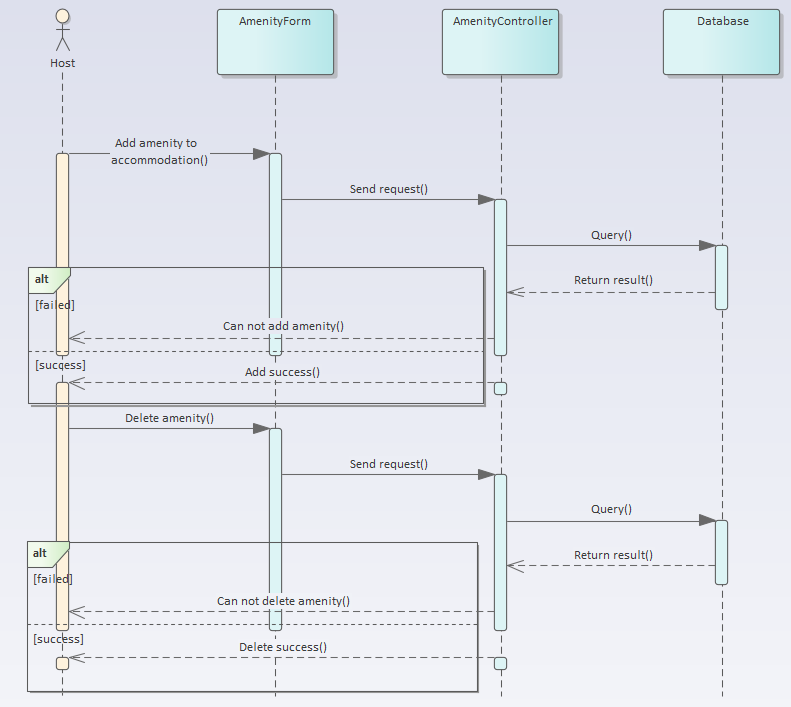 Host
AmenityForm
AmenityController
Database
Add amenity to
accommodation()
Send request()
Query()
alt
Return result()
[failed]
Can not add amenity()
[success]
Add success()
Delete amenity()
Send request()
Query()
alt
Return result()
[failed]
Can not delete amenity()
[success]
Delete success()